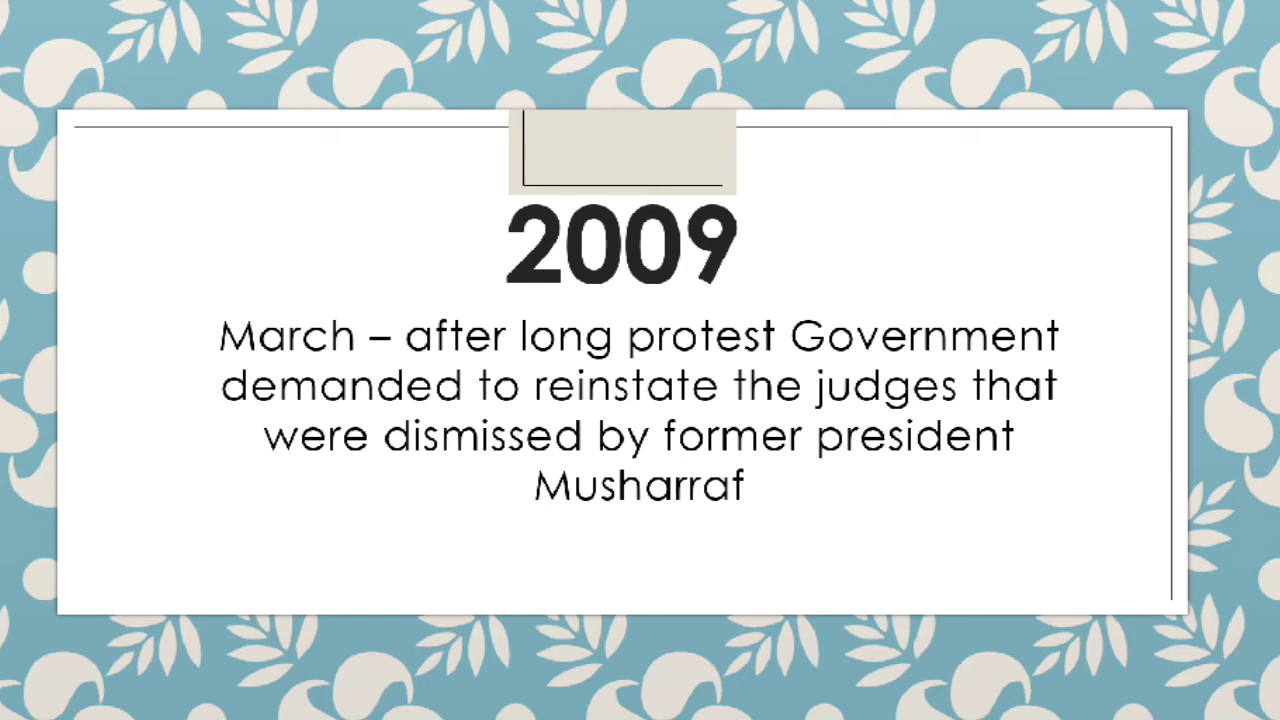 2009
March – after long protest Government
demanded to reinstate the judges that
were dismissed by former president
Musharraf